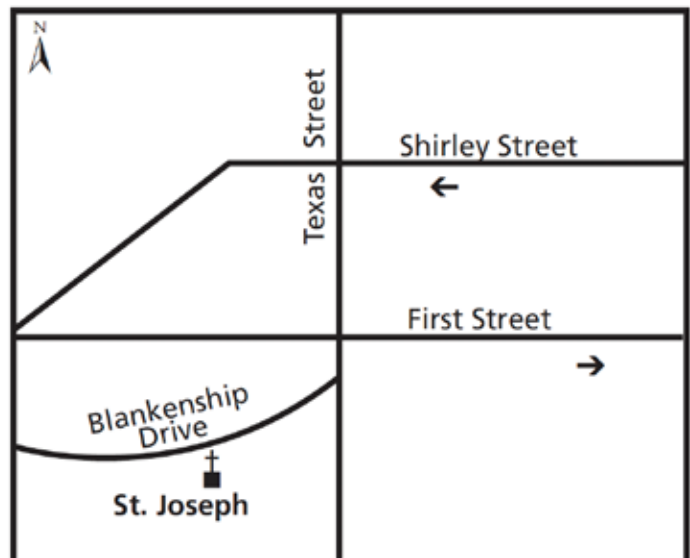 N
Texas Street
Shirley Street
First Street
Blankenship
Drive
St. Joseph